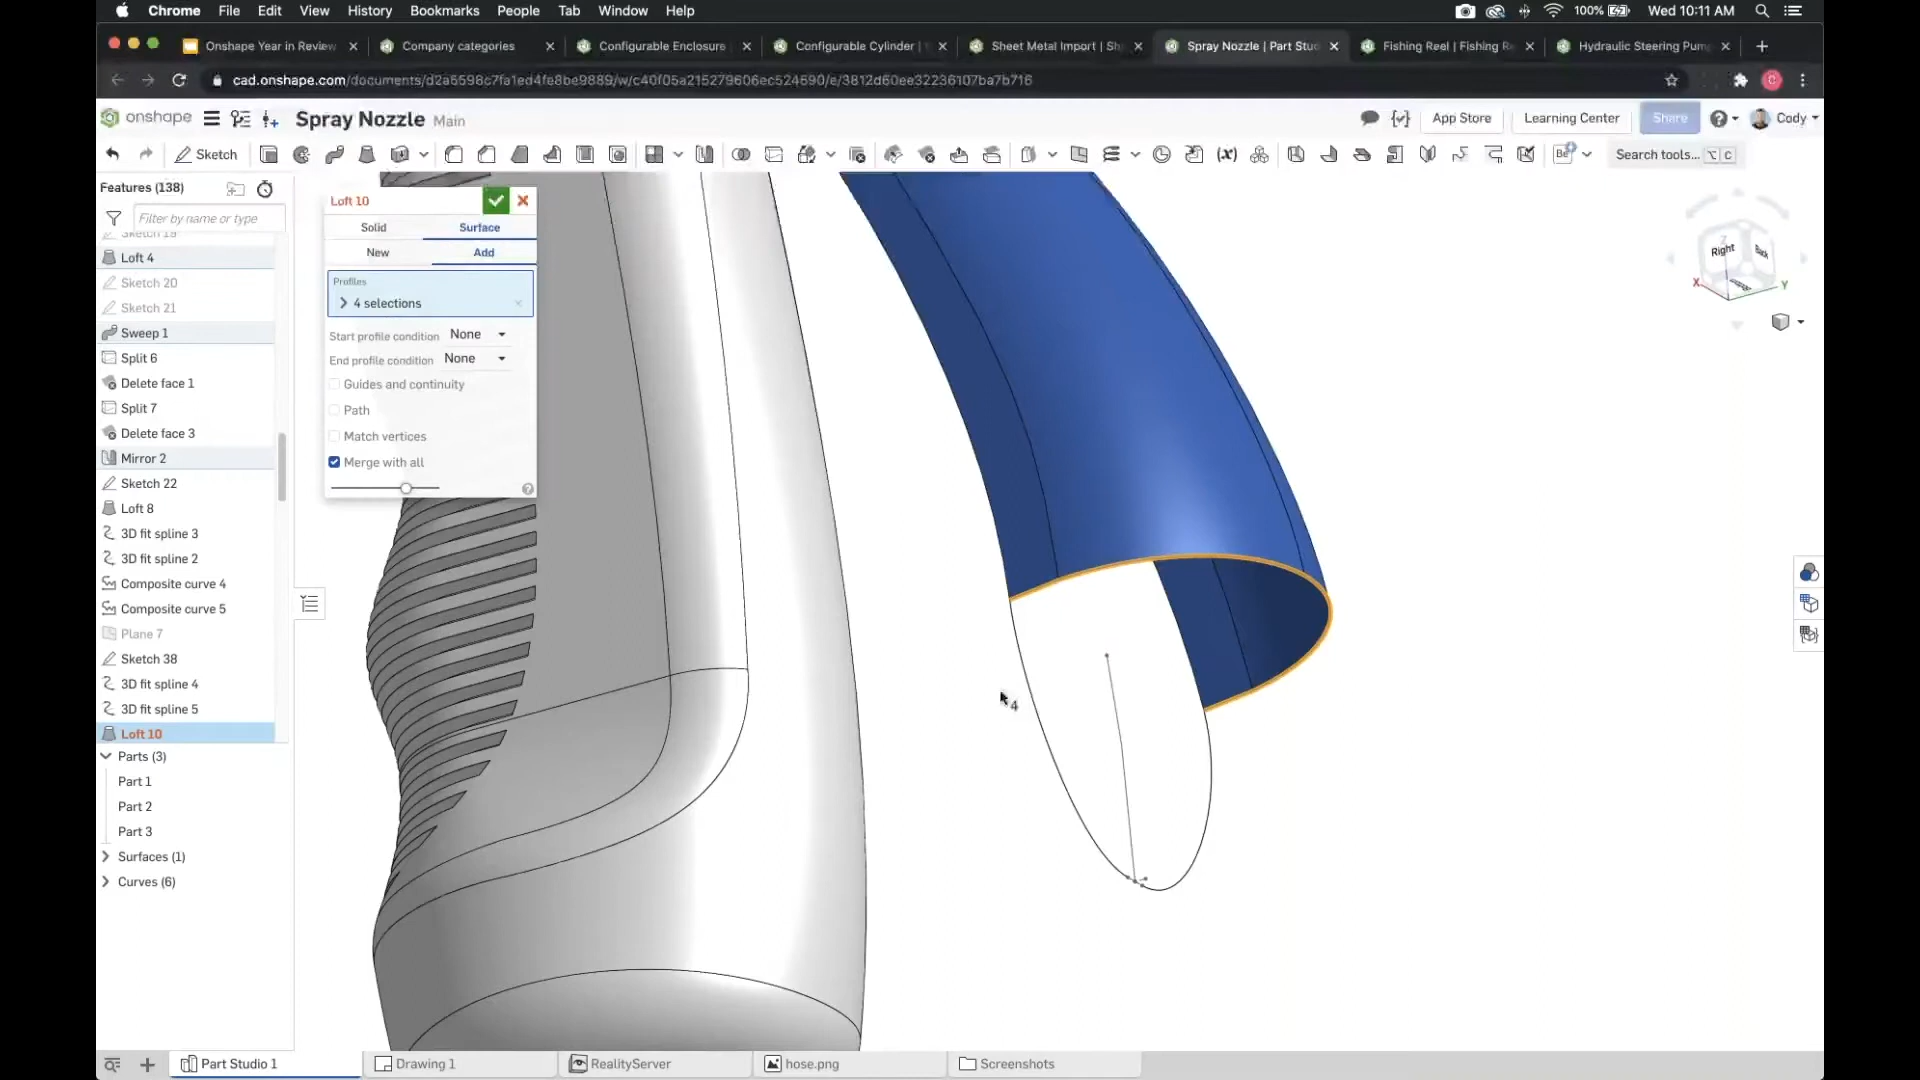 Chrome File Edit View History Bookmarks People Tab Window Help 100% Wed 10:11 AM
Onshape Year in Review Company categories Configurable Enclosure Configurable Cylinder | Sheet Metal Import | Sh Spray Nozzle | Part Stud Fishing Reel | Fishing R Hydraulic Steering Pum
cad.onshape.com/documents/d2a5598c7fa1ed4fe8be9889/w/c40f05a215279606ec524690/e/3812d60ee32236107ba7b716
onshape Spray Nozzle Main App Store Learning Center Share Cody
Sketch (x) Search tools... ⌥ C
Features (138)
Filter by name or type
Sketch 19
Loft 4
Sketch 20
Sketch 21
Sweep 1
Split 6
Delete face 1
Split 7
Delete face 3
Mirror 2
Sketch 22
Loft 8
3D fit spline 3
3D fit spline 2
Composite curve 4
Composite curve 5
Plane 7
Sketch 38
3D fit spline 4
3D fit spline 5
Loft 10
Parts (3)
Part 1
Part 2
Part 3
Surfaces (1)
Curves (6)
Loft 10
Solid Surface
New Add
Profiles
4 selections
Start profile condition None
End profile condition None
Guides and continuity
Path
Match vertices
Merge with all
4
Z
Right Back
X Y
Part Studio 1 Drawing 1 RealityServer hose.png Screenshots